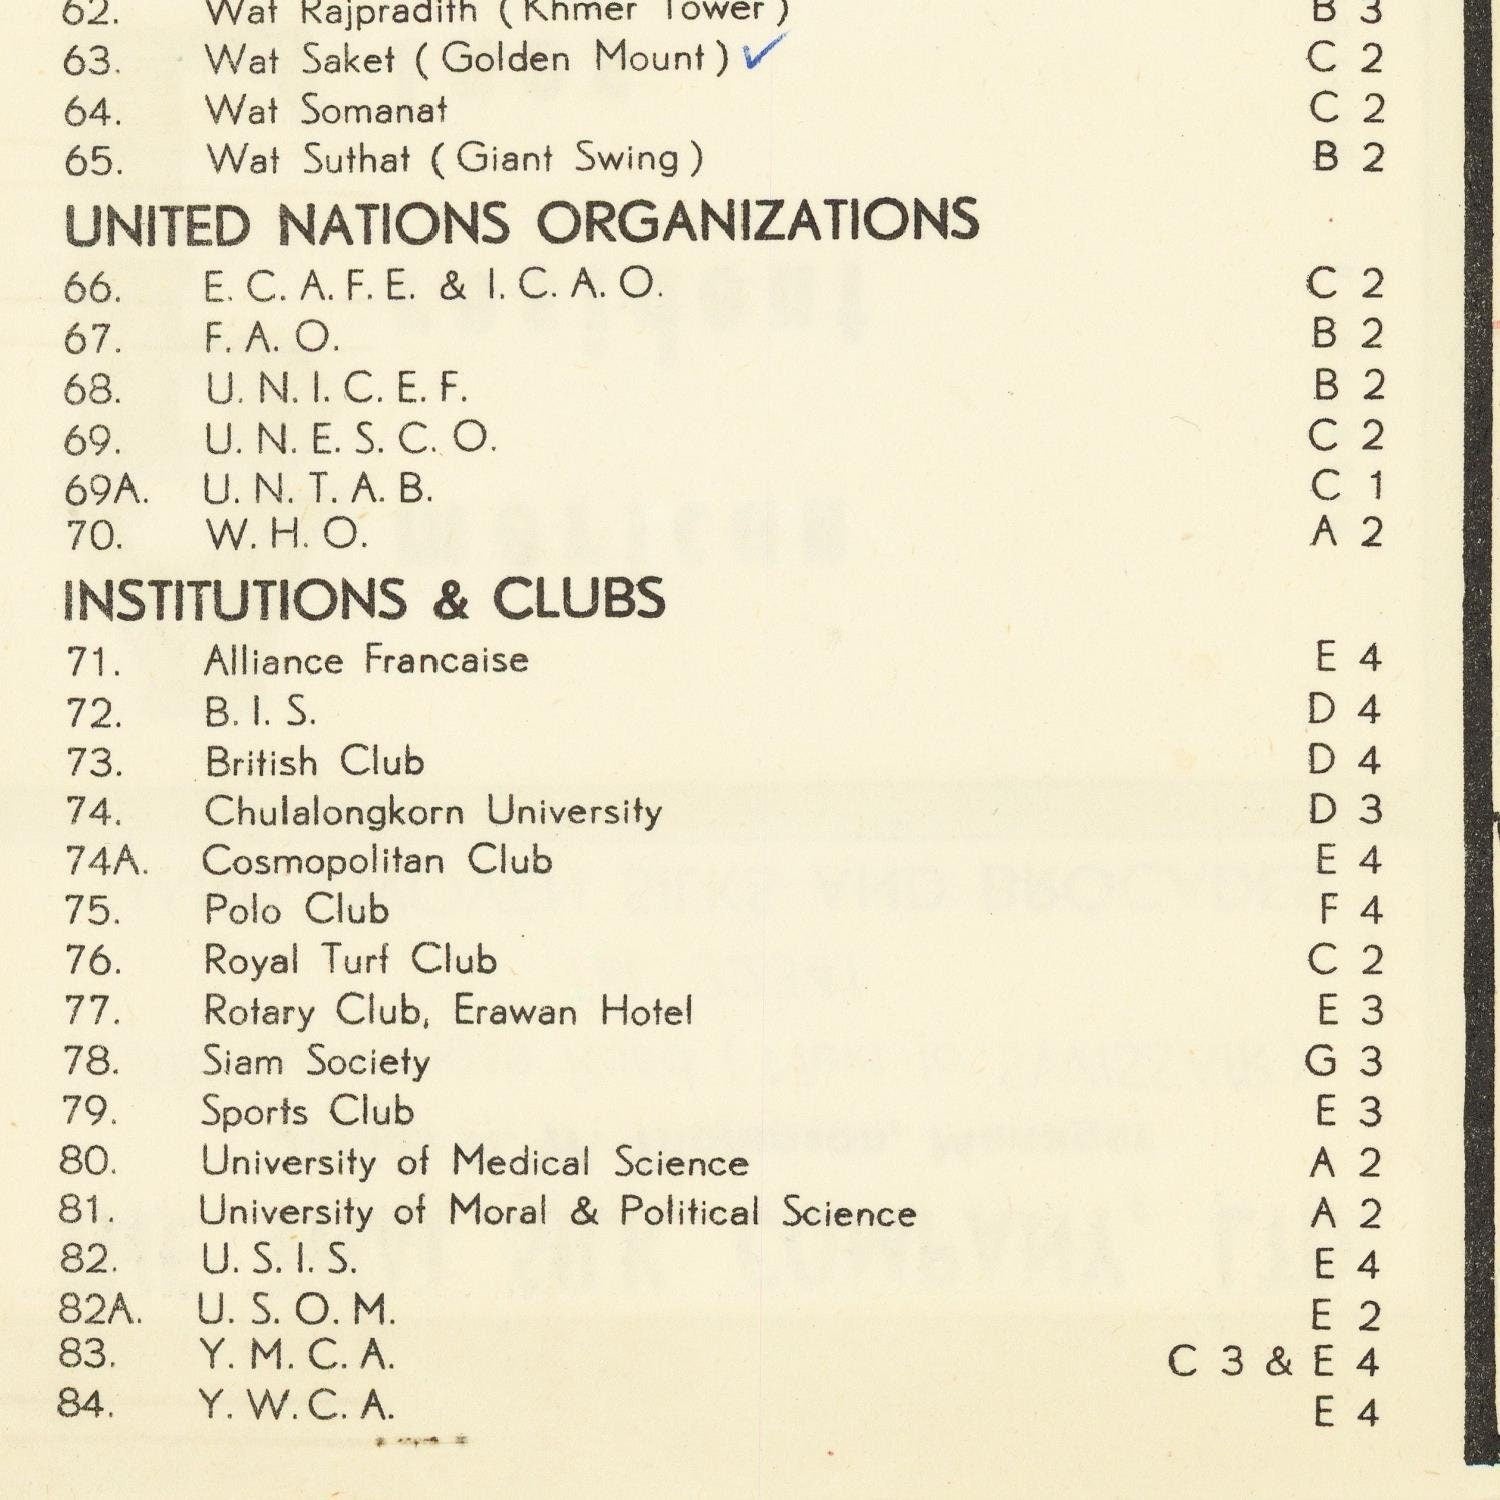 62. Wat Rajpradith ( Khmer Tower ) B 3
63. Wat Saket ( Golden Mount ) ✓ C 2
64. Wat Somanat C 2
65. Wat Suthat ( Giant Swing ) B 2
UNITED NATIONS ORGANIZATIONS
66. E. C. A. F. E. & I. C. A. O. C 2
67. F. A. O. B 2
68. U. N. I. C. E. F. B 2
69. U. N. E. S. C. O. C 2
69A. U. N. T. A. B. C 1
70. W. H. O. A 2
INSTITUTIONS & CLUBS
71. Alliance Francaise E 4
72. B. I. S. D 4
73. British Club D 4
74. Chulalongkorn University D 3
74A. Cosmopolitan Club E 4
75. Polo Club F 4
76. Royal Turf Club C 2
77. Rotary Club, Erawan Hotel E 3
78. Siam Society G 3
79. Sports Club E 3
80. University of Medical Science A 2
81. University of Moral & Political Science A 2
82. U. S. I. S. E 4
82A. U. S. O. M. E 2
83. Y. M. C. A. C 3 & E 4
84. Y. W. C. A. E 4